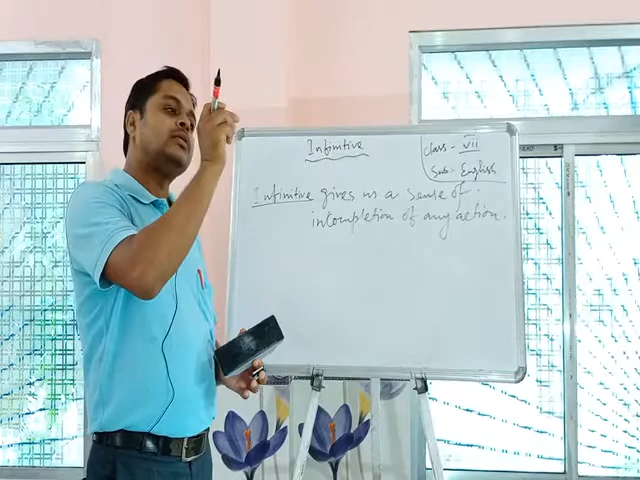 Infinitive
Class - VII
Sub:- English
Infinitive gives us a sense of
incompletion of any action.